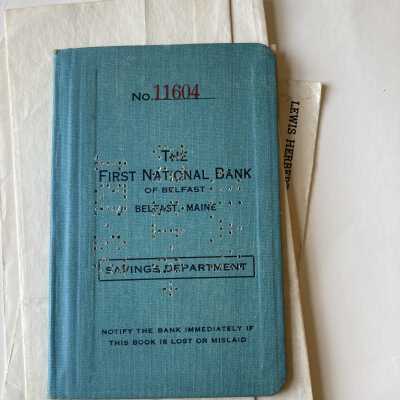 No. 11604
THE
FIRST NATIONAL BANK
OF BELFAST
BELFAST, MAINE
SAVINGS DEPARTMENT
NOTIFY THE BANK IMMEDIATELY IF
THIS BOOK IS LOST OR MISLAID
LEWIS